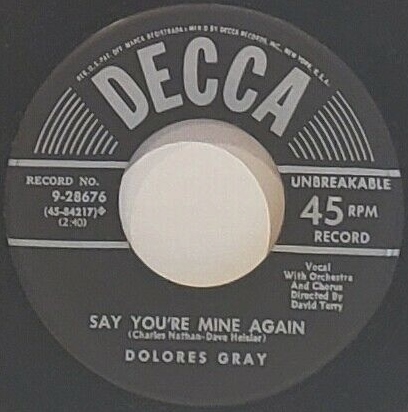 REG. U.S. PAT. OFF. MARCA REGISTRADA • MFR'D BY DECCA RECORDS, INC., NEW YORK, U.S.A.
DECCA
RECORD NO.
9-28676
(45-84217)◆
(2:40)
UNBREAKABLE
45 RPM
RECORD
Vocal
With Orchestra
And Chorus
Directed By
David Terry
SAY YOU'RE MINE AGAIN
(Charles Nathan-Dave Heisler)
DOLORES GRAY